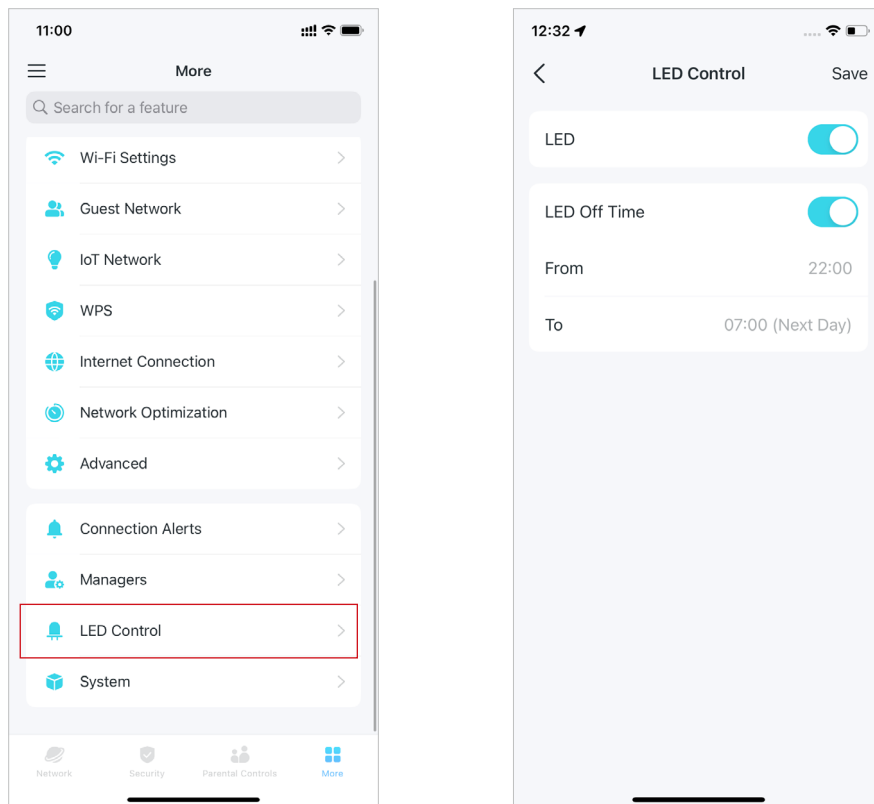 11:00
More
Search for a feature
Wi-Fi Settings
Guest Network
IoT Network
WPS
Internet Connection
Network Optimization
Advanced
Connection Alerts
Managers
LED Control
System
Network
Security
Parental Controls
More
12:32
LED Control
Save
LED
LED Off Time
From
22:00
To
07:00 (Next Day)